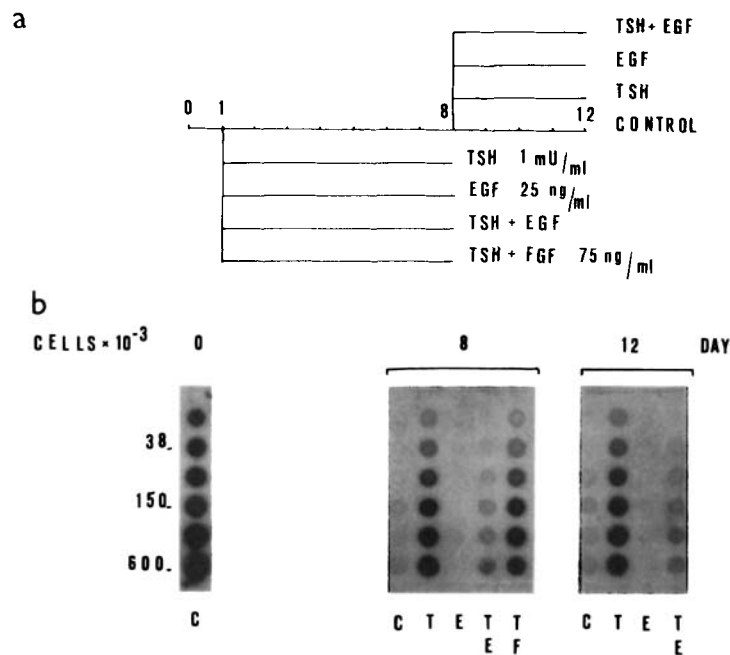 a
TSH + EGF
EGF
TSH
0 1 8 12 CONTROL
TSH 1 mU/ml
EGF 25 ng/ml
TSH + EGF
TSH + FGF 75 ng/ml
b
CELLS × 10⁻³ 0 8 12 DAY
38
150
600
C C T E T T C T E T
E F E